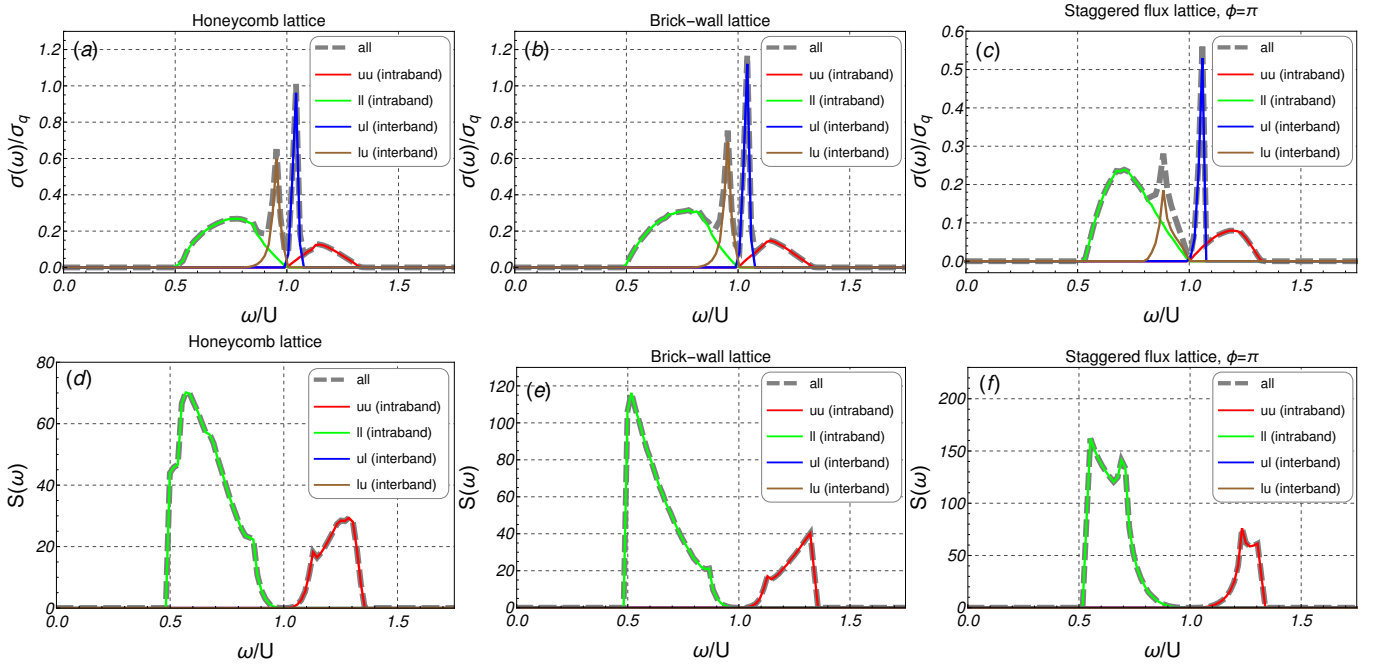 Honeycomb lattice
(a)
all
uu (intraband)
ll (intraband)
ul (interband)
lu (interband)
σ(ω)/σq
1.2
1.0
0.8
0.6
0.4
0.2
0.0
0.0 0.5 1.0 1.5
ω/U
Brick-wall lattice
(b)
all
uu (intraband)
ll (intraband)
ul (interband)
lu (interband)
σ(ω)/σq
1.2
1.0
0.8
0.6
0.4
0.2
0.0
0.0 0.5 1.0 1.5
ω/U
Staggered flux lattice, ϕ=π
(c)
all
uu (intraband)
ll (intraband)
ul (interband)
lu (interband)
σ(ω)/σq
0.6
0.5
0.4
0.3
0.2
0.1
0.0
0.0 0.5 1.0 1.5
ω/U
Honeycomb lattice
(d)
all
uu (intraband)
ll (intraband)
ul (interband)
lu (interband)
S(ω)
80
60
40
20
0
0.0 0.5 1.0 1.5
ω/U
Brick-wall lattice
(e)
all
uu (intraband)
ll (intraband)
ul (interband)
lu (interband)
S(ω)
120
100
80
60
40
20
0
0.0 0.5 1.0 1.5
ω/U
Staggered flux lattice, ϕ=π
(f)
all
uu (intraband)
ll (intraband)
ul (interband)
lu (interband)
S(ω)
200
150
100
50
0
0.0 0.5 1.0 1.5
ω/U